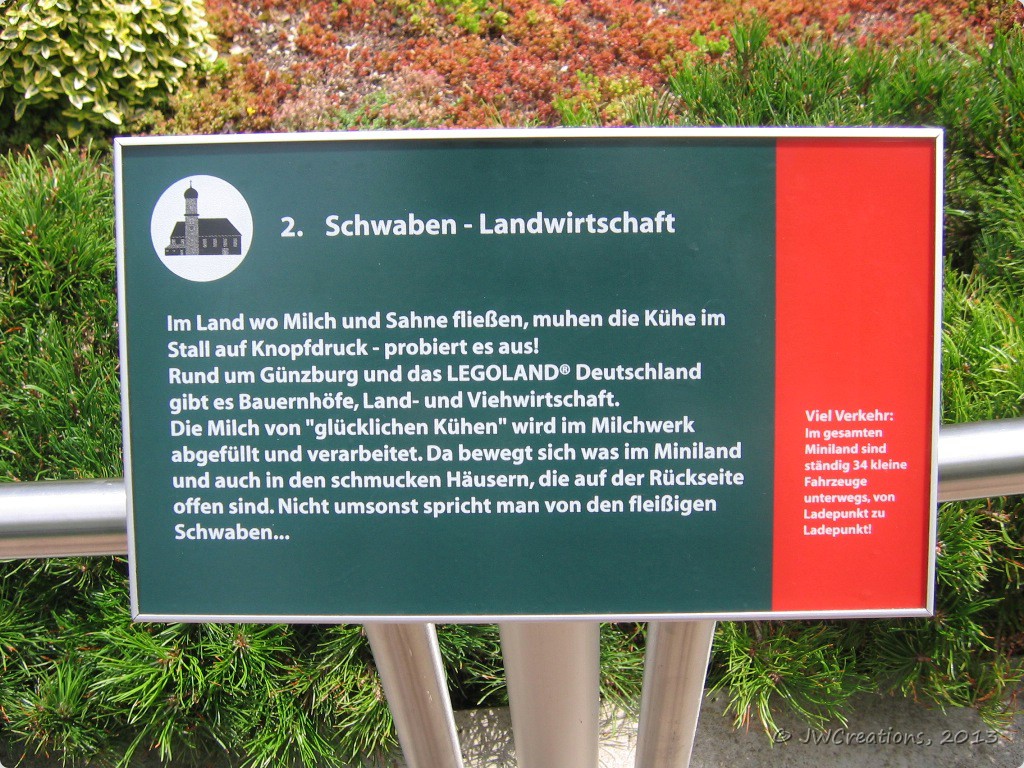 2. Schwaben - Landwirtschaft
Im Land wo Milch und Sahne fließen, muhen die Kühe im
Stall auf Knopfdruck - probiert es aus!
Rund um Günzburg und das LEGOLAND® Deutschland
gibt es Bauernhöfe, Land- und Viehwirtschaft.
Die Milch von "glücklichen Kühen" wird im Milchwerk
abgefüllt und verarbeitet. Da bewegt sich was im Miniland
und auch in den schmucken Häusern, die auf der Rückseite
offen sind. Nicht umsonst spricht man von den fleißigen
Schwaben...
Viel Verkehr:
Im gesamten
Miniland sind
ständig 34 kleine
Fahrzeuge
unterwegs, von
Ladepunkt zu
Ladepunkt!
© JWCreations, 2013